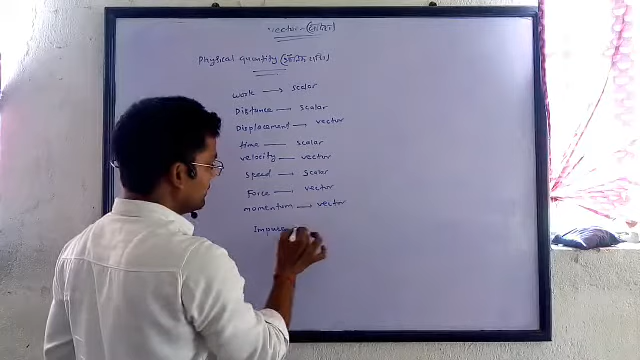 vector - (सदिश)
Physical Quantity (भौतिक राशि)
work → scalar
Distance → scalar
Displacement → vector
time — scalar
velocity → vector
speed → scalar
Force → vector
momentum → vector
Impulse